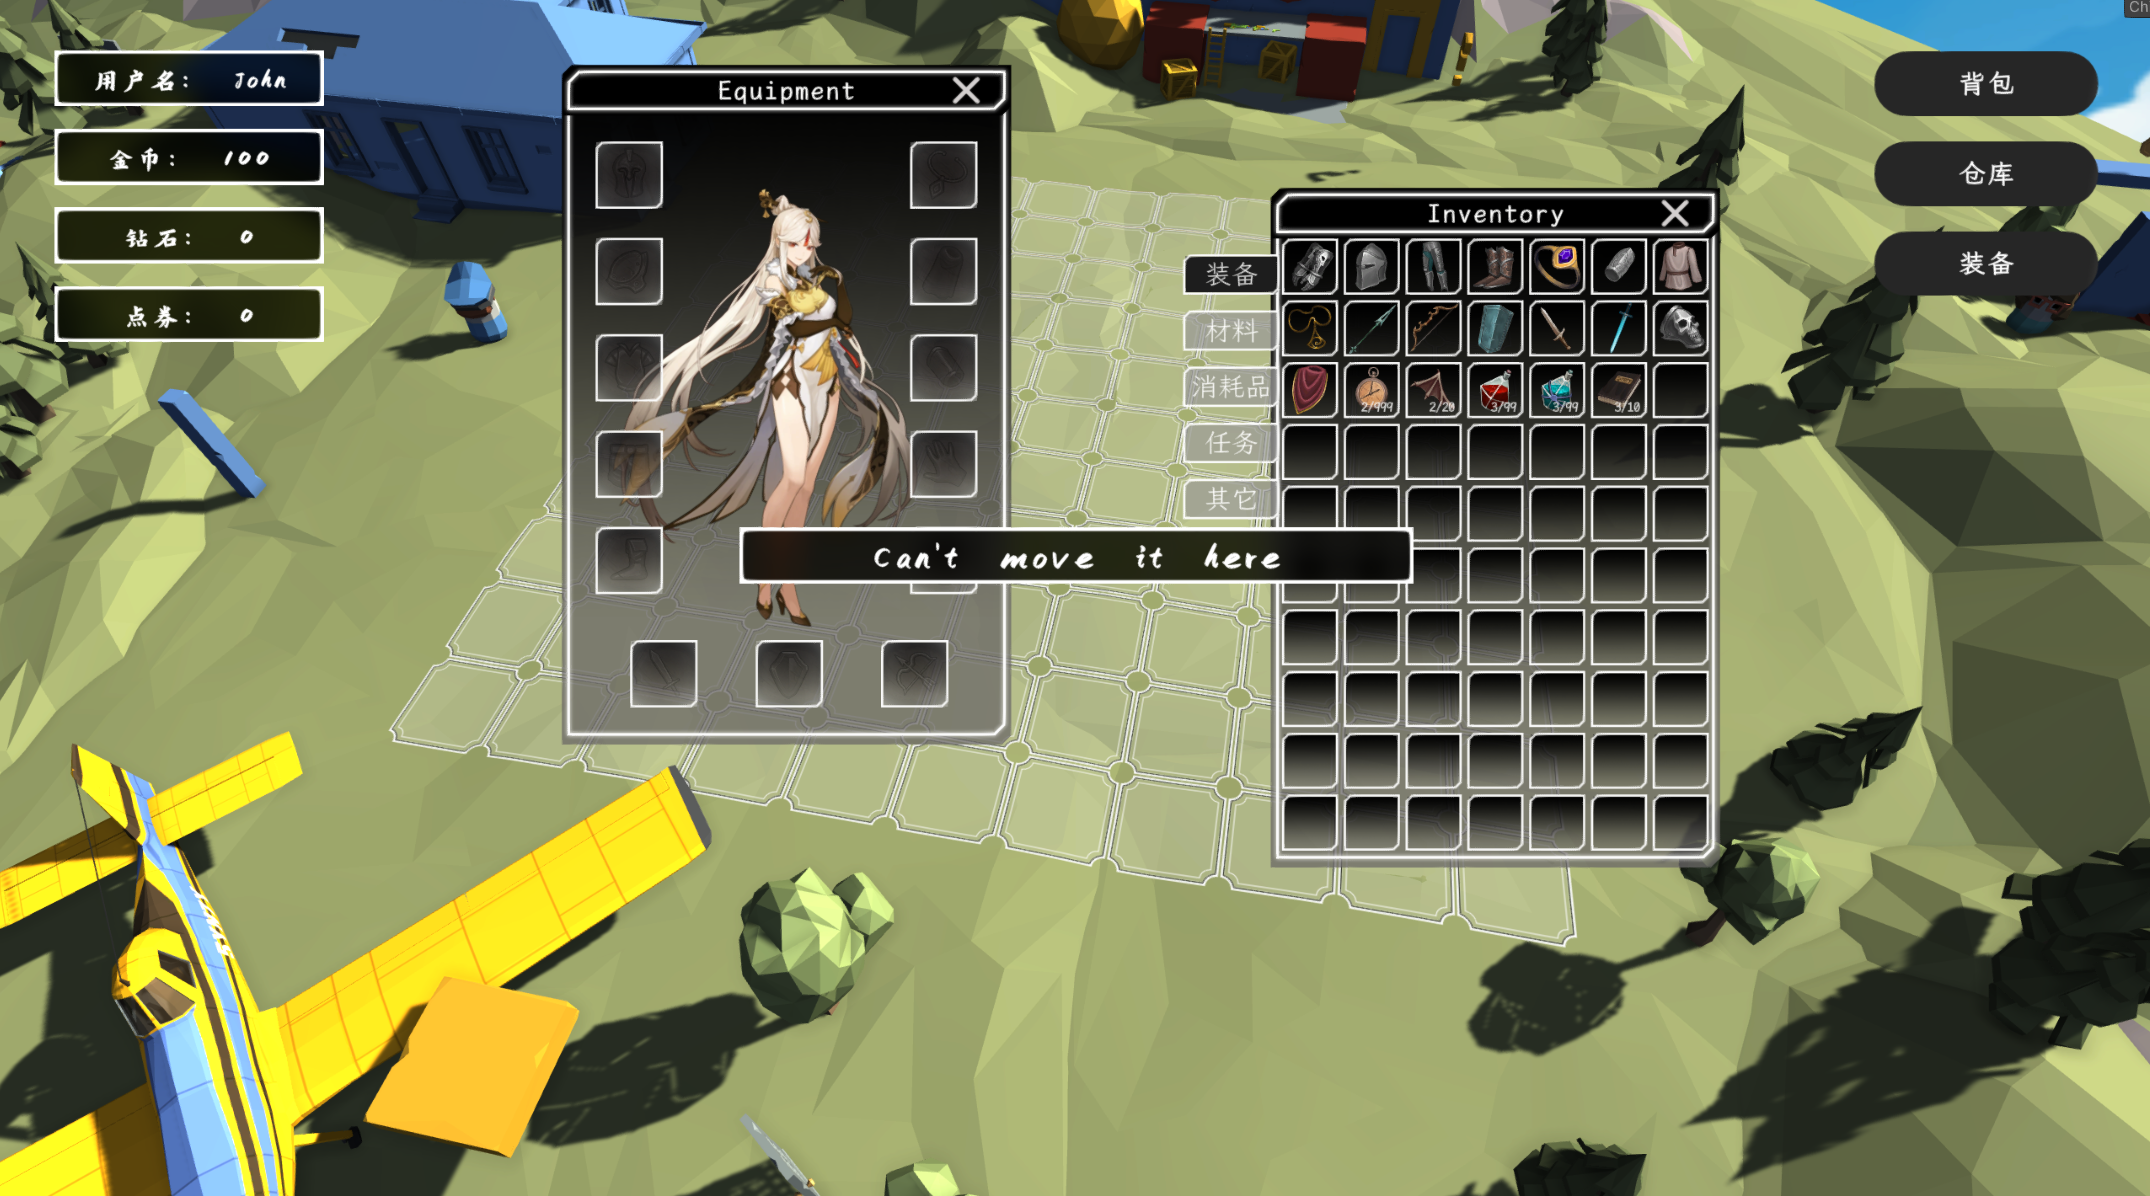 用户名: John
金币: 100
钻石: 0
点券: 0
Equipment
Inventory
装备
材料
消耗品
任务
其它
2/999
2/20
3/99
3/99
3/10
Can't move it here
背包
仓库
装备
Ch